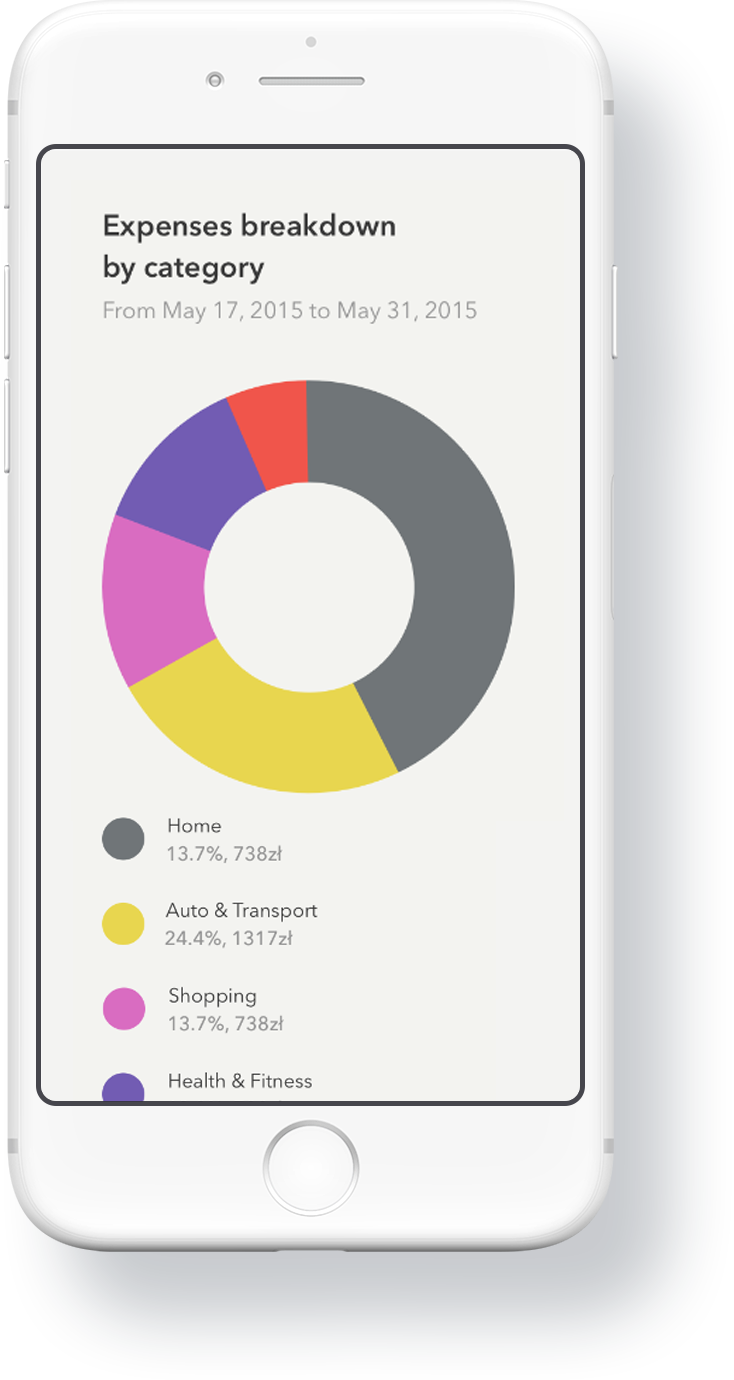 Expenses breakdown
by category
From May 17, 2015 to May 31, 2015
Home
13.7%, 738zł
Auto & Transport
24.4%, 1317zł
Shopping
13.7%, 738zł
Health & Fitness